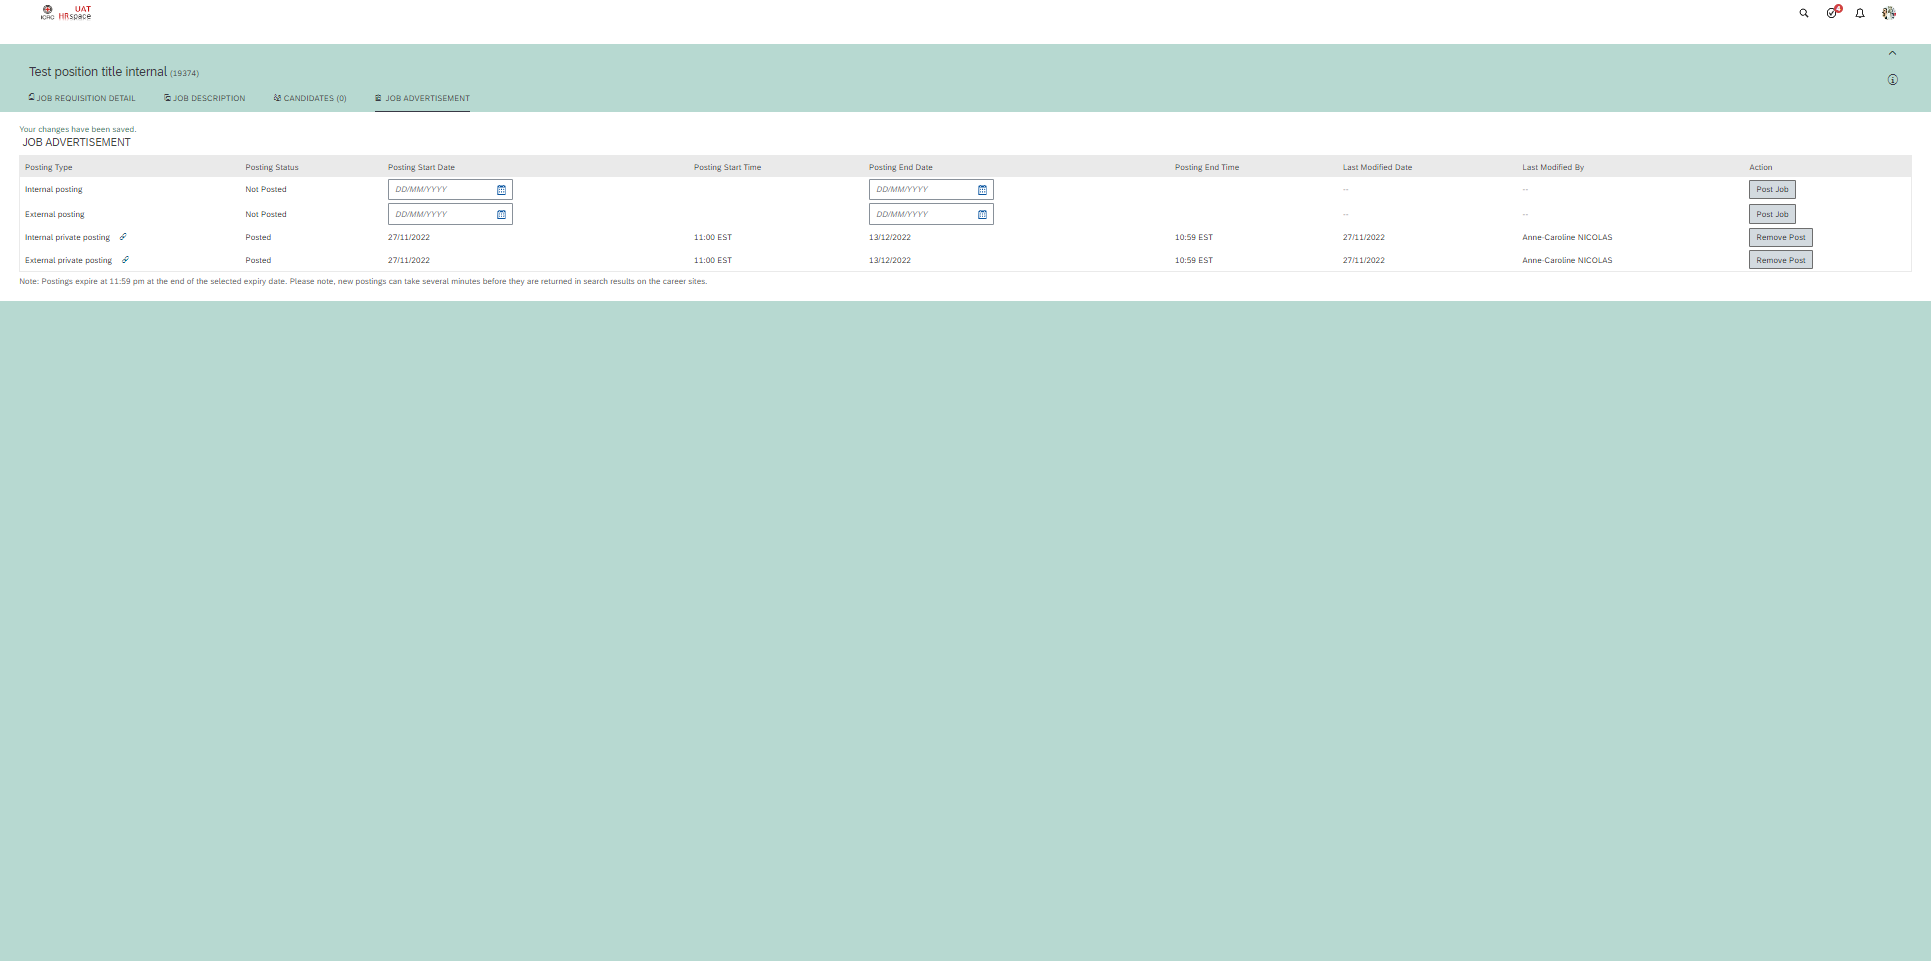 UAT
ICRC HRspace
4
Test position title internal (19374)
JOB REQUISITION DETAIL JOB DESCRIPTION CANDIDATES (0) JOB ADVERTISEMENT
Your changes have been saved.
JOB ADVERTISEMENT
Posting Type Posting Status Posting Start Date Posting Start Time Posting End Date Posting End Time Last Modified Date Last Modified By Action
Internal posting Not Posted DD/MM/YYYY DD/MM/YYYY -- -- Post Job
External posting Not Posted DD/MM/YYYY DD/MM/YYYY -- -- Post Job
Internal private posting Posted 27/11/2022 11:00 EST 13/12/2022 10:59 EST 27/11/2022 Anne-Caroline NICOLAS Remove Post
External private posting Posted 27/11/2022 11:00 EST 13/12/2022 10:59 EST 27/11/2022 Anne-Caroline NICOLAS Remove Post
Note: Postings expire at 11:59 pm at the end of the selected expiry date. Please note, new postings can take several minutes before they are returned in search results on the career sites.